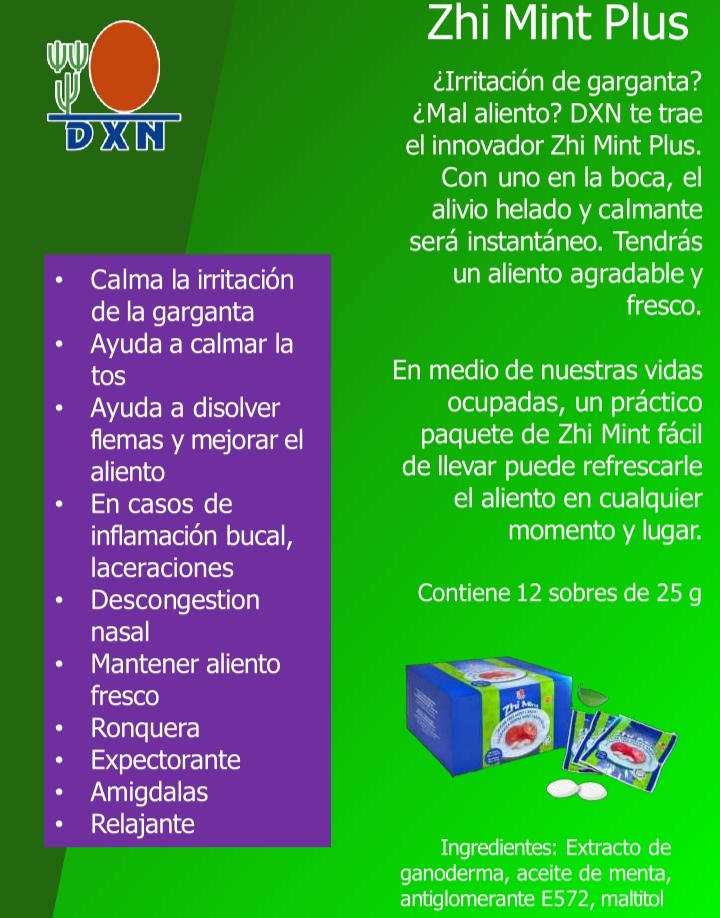 DXN
Zhi Mint Plus
¿Irritación de garganta?
¿Mal aliento? DXN te trae
el innovador Zhi Mint Plus.
Con uno en la boca, el
alivio helado y calmante
será instantáneo. Tendrás
un aliento agradable y
fresco.
En medio de nuestras vidas
ocupadas, un práctico
paquete de Zhi Mint fácil
de llevar puede refrescarle
el aliento en cualquier
momento y lugar.
Contiene 12 sobres de 25 g
• Calma la irritación
de la garganta
• Ayuda a calmar la
tos
• Ayuda a disolver
flemas y mejorar el
aliento
• En casos de
inflamación bucal,
laceraciones
• Descongestion
nasal
• Mantener aliento
fresco
• Ronquera
• Expectorante
• Amigdalas
• Relajante
Zhi Mint
Ingredientes: Extracto de
ganoderma, aceite de menta,
antiglomerante E572, maltitol